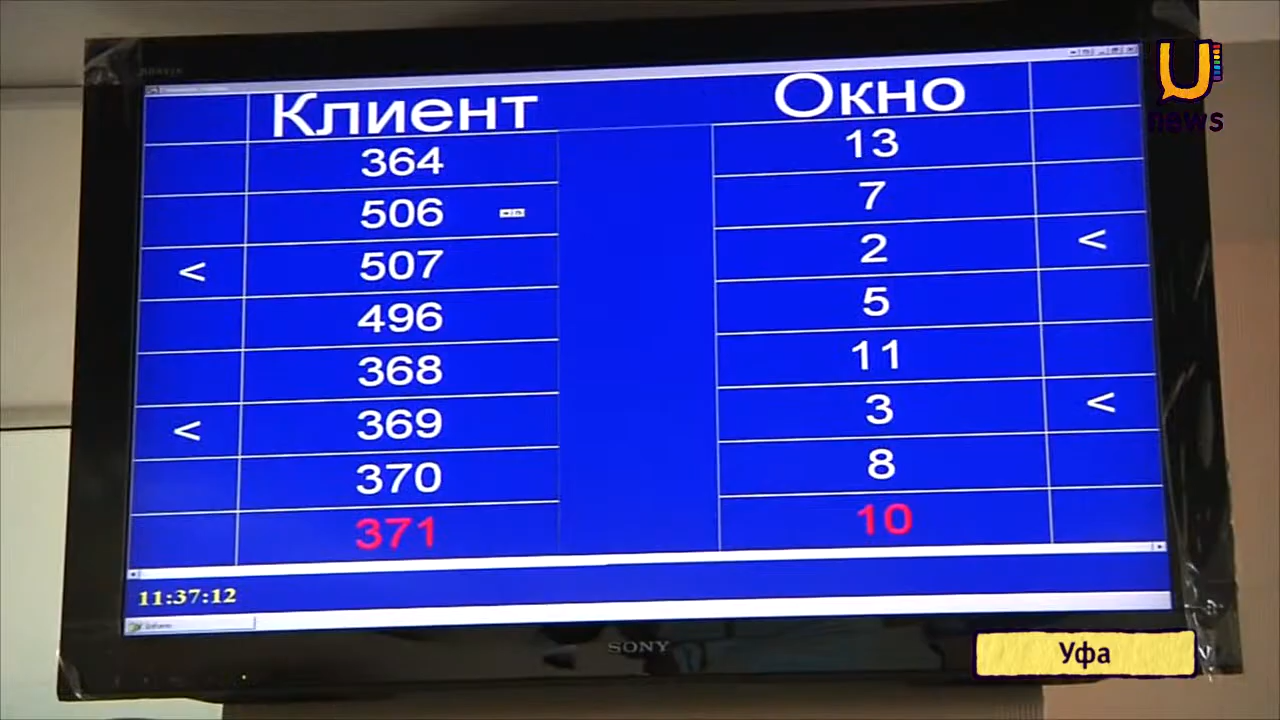 U
news
Клиент Окно
364 13
506 7
< 507 2 <
496 5
368 11
< 369 3 <
370 8
371 10
11:37:12
SONY
Уфа